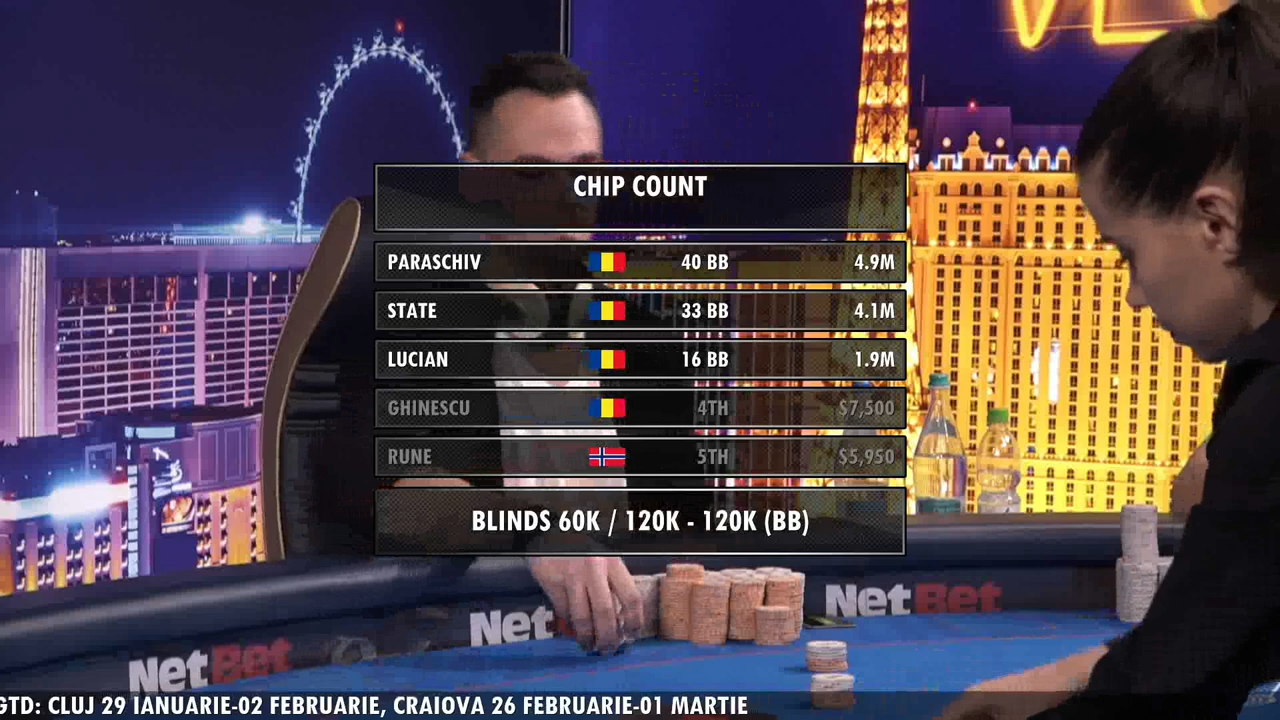 CHIP COUNT
PARASCHIV 40 BB 4.9M
STATE 33 BB 4.1M
LUCIAN 16 BB 1.9M
GHINESCU 4TH $7,500
RUNE 5TH $5,950
BLINDS 60K / 120K - 120K (BB)
NetBet
Net
NetBet
GTD: CLUJ 29 IANUARIE-02 FEBRUARIE, CRAIOVA 26 FEBRUARIE-01 MARTIE